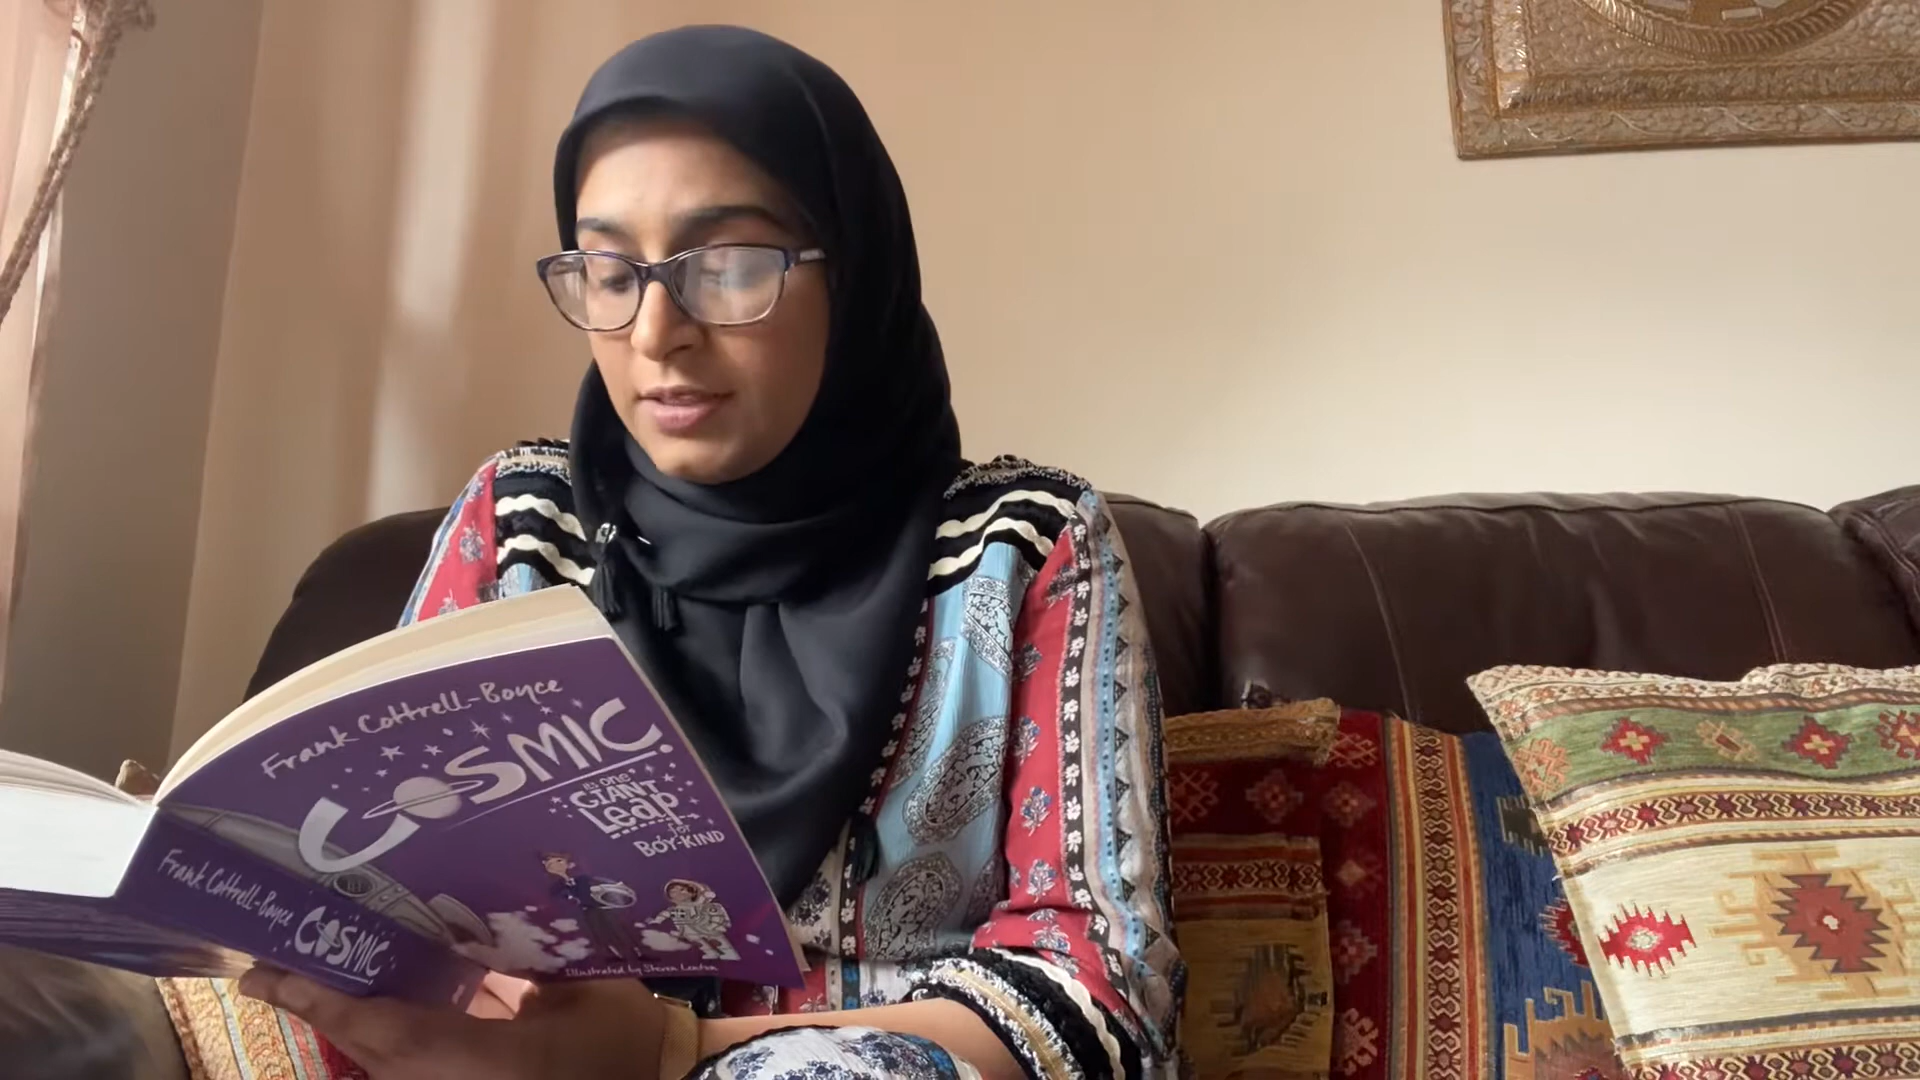 Frank Cottrell-Boyce
COSMIC
it's one
GIANT
Leap
for
BOY-KIND
Illustrated by Steven Lenton
Frank Cottrell-Boyce
COSMIC